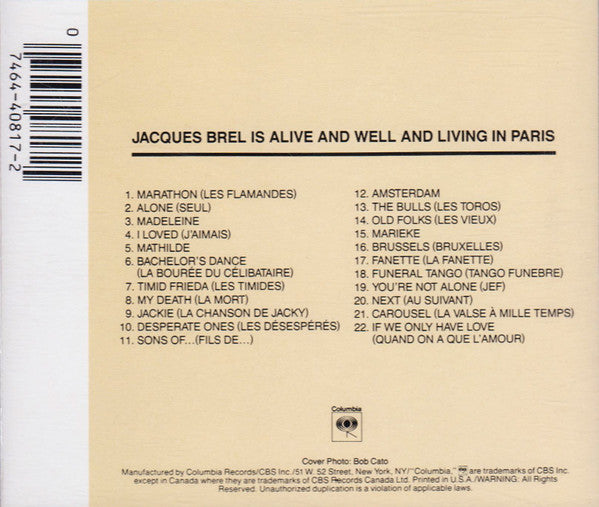 0
7464-40817-2
JACQUES BREL IS ALIVE AND WELL AND LIVING IN PARIS
1. MARATHON (LES FLAMANDES)
2. ALONE (SEUL)
3. MADELEINE
4. I LOVED (J'AIMAIS)
5. MATHILDE
6. BACHELOR'S DANCE
(LA BOURÉE DU CÉLIBATAIRE)
7. TIMID FRIEDA (LES TIMIDES)
8. MY DEATH (LA MORT)
9. JACKIE (LA CHANSON DE JACKY)
10. DESPERATE ONES (LES DÉSESPÉRÉS)
11. SONS OF...(FILS DE...)
12. AMSTERDAM
13. THE BULLS (LES TOROS)
14. OLD FOLKS (LES VIEUX)
15. MARIEKE
16. BRUSSELS (BRUXELLES)
17. FANETTE (LA FANETTE)
18. FUNERAL TANGO (TANGO FUNEBRE)
19. YOU'RE NOT ALONE (JEF)
20. NEXT (AU SUIVANT)
21. CAROUSEL (LA VALSE À MILLE TEMPS)
22. IF WE ONLY HAVE LOVE
(QUAND ON A QUE L'AMOUR)
Columbia
Cover Photo: Bob Cato
Manufactured by Columbia Records/CBS Inc./51 W. 52 Street, New York, NY/"Columbia," are trademarks of CBS Inc.
except in Canada where they are trademarks of CBS Records Canada Ltd. Printed in U.S.A./WARNING: All Rights
Reserved. Unauthorized duplication is a violation of applicable laws.